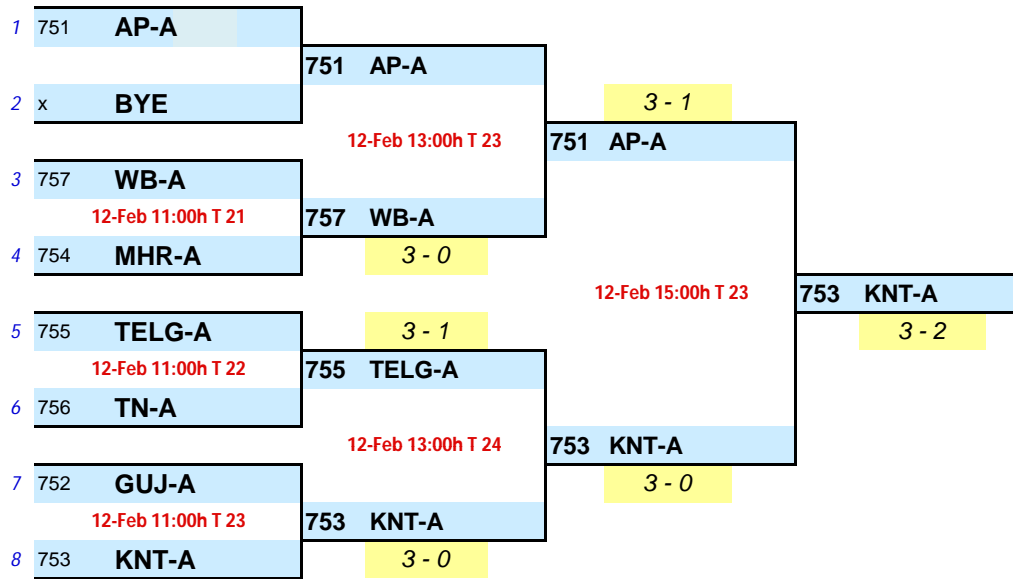 1 751 AP-A
751 AP-A
2 x BYE
3 - 1
12-Feb 13:00h T 23
751 AP-A
3 757 WB-A
12-Feb 11:00h T 21
757 WB-A
4 754 MHR-A
3 - 0
12-Feb 15:00h T 23
753 KNT-A
5 755 TELG-A
3 - 1
3 - 2
12-Feb 11:00h T 22
755 TELG-A
6 756 TN-A
12-Feb 13:00h T 24
753 KNT-A
7 752 GUJ-A
3 - 0
12-Feb 11:00h T 23
753 KNT-A
8 753 KNT-A
3 - 0